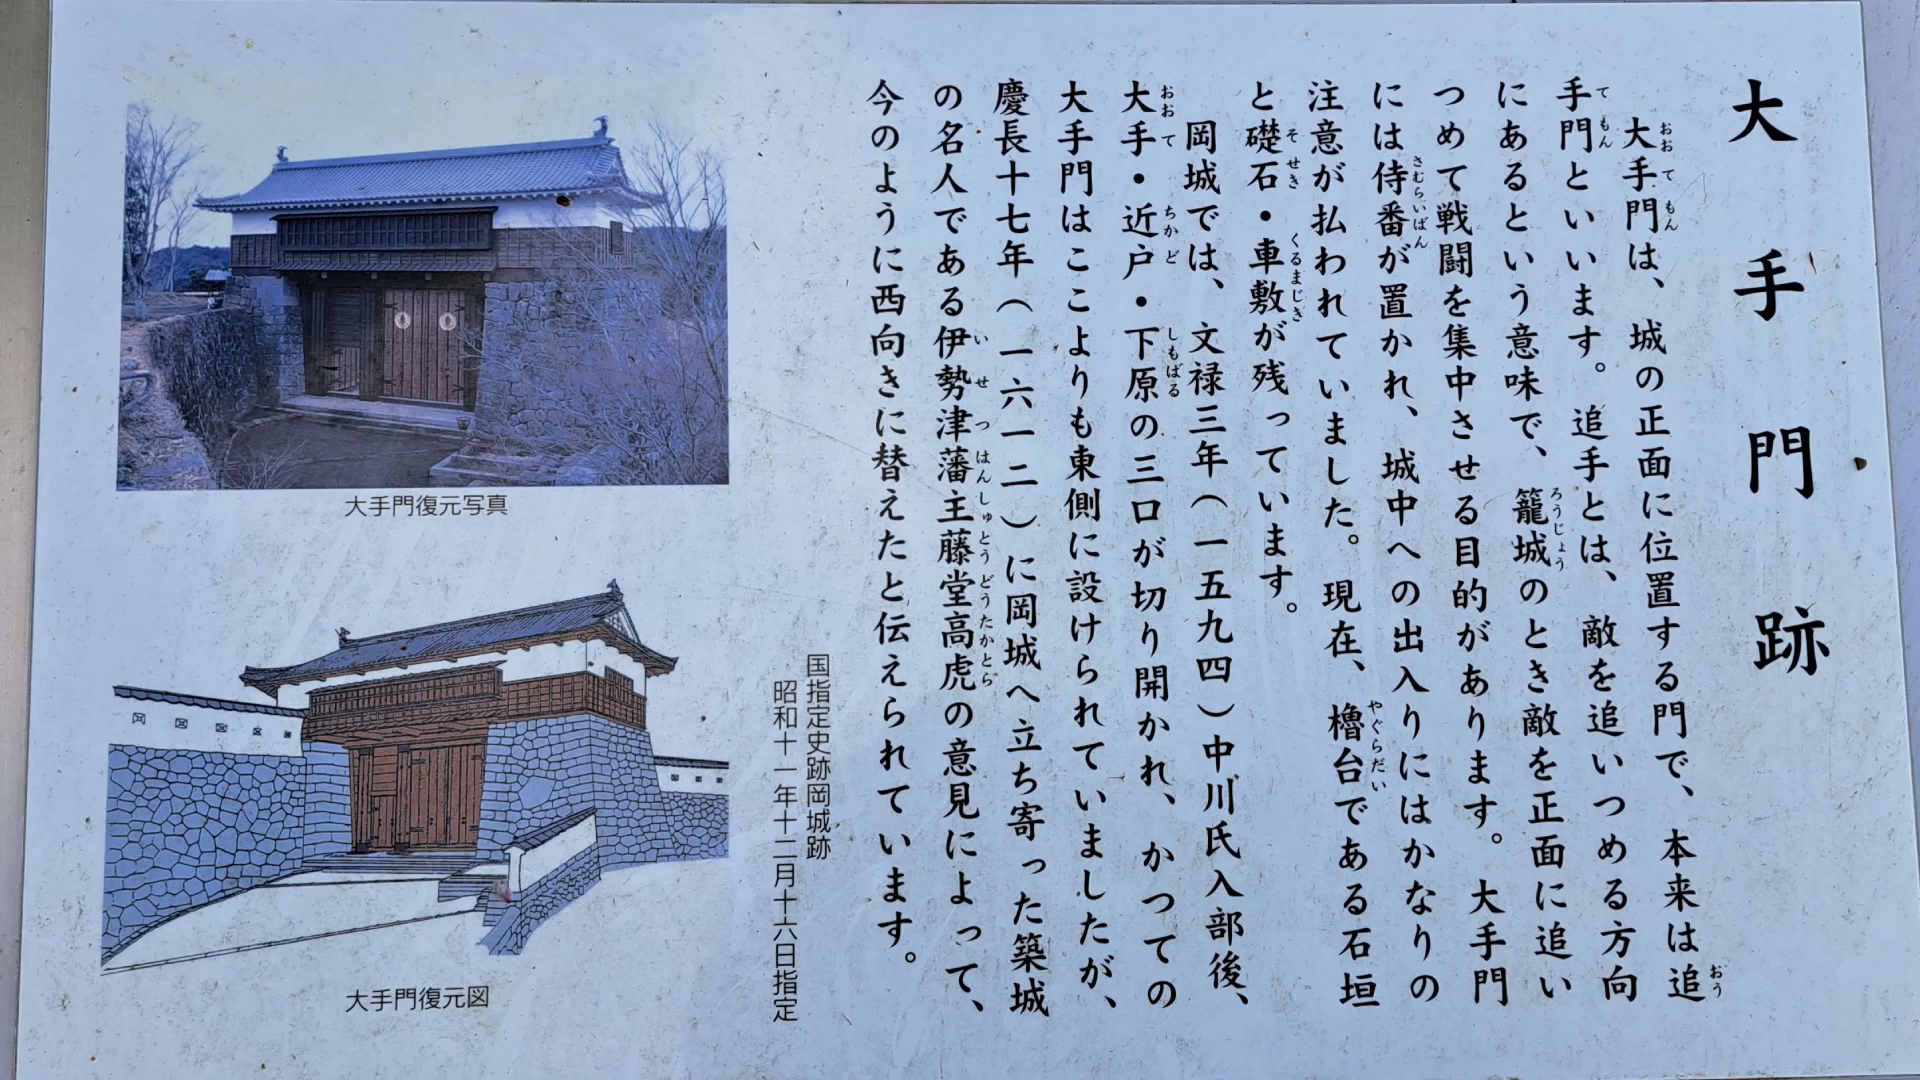 大手門跡
大手門は、城の正面に位置する門で、本来は追
手門といいます。追手とは、敵を追いつめる方向
にあるという意味で、籠城のとき敵を正面に追い
つめて戦闘を集中させる目的があります。大手門
には侍番が置かれ、城中への出入りにはかなりの
注意が払われていました。現在、櫓台である石垣
と礎石・車敷が残っています。
岡城では、文禄三年(一五九四)中川氏入部後、
大手・近戸・下原の三口が切り開かれ、かつての
大手門はここよりも東側に設けられていましたが、
慶長十七年(一六一二)に岡城へ立ち寄った築城
の名人である伊勢津藩主藤堂高虎の意見によって、
今のように西向きに替えたと伝えられています。
国指定史跡岡城跡
昭和十一年十二月十六日指定
大手門復元写真
大手門復元図